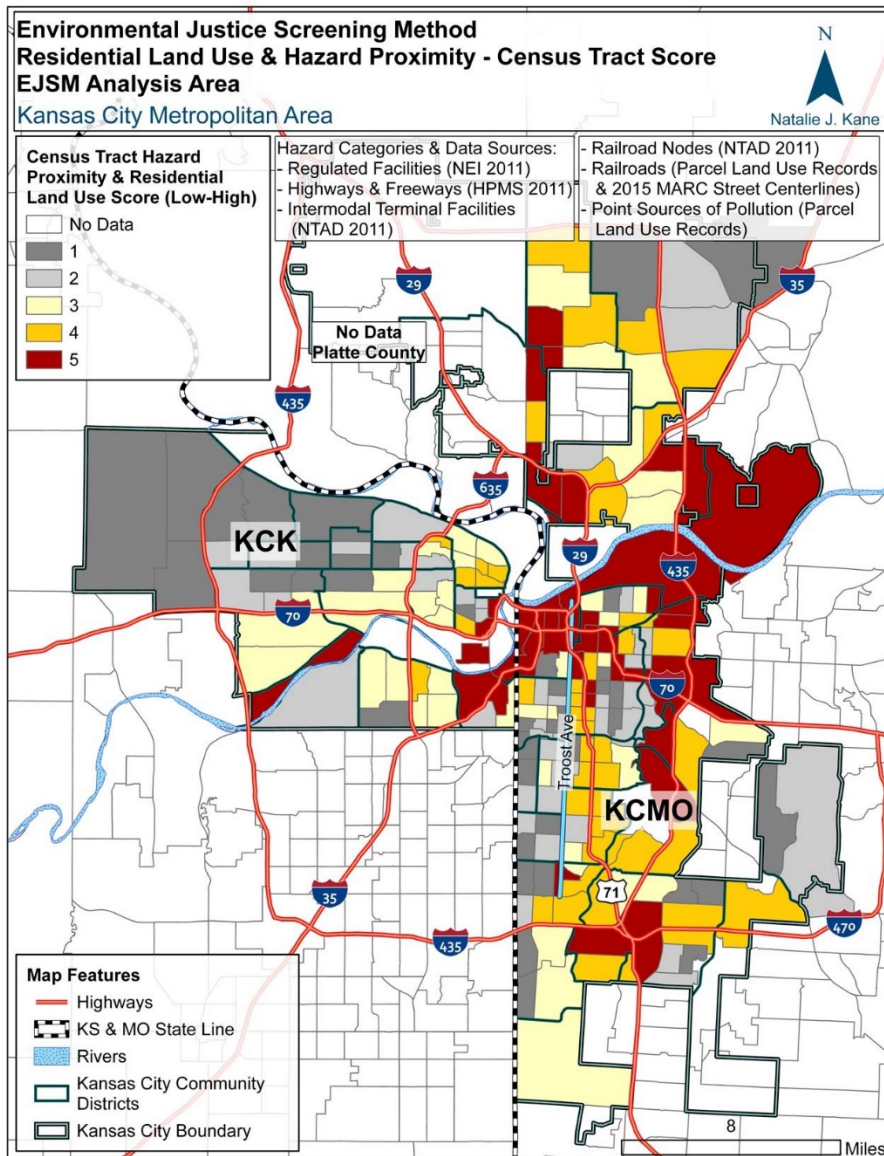 Environmental Justice Screening Method
Residential Land Use & Hazard Proximity - Census Tract Score
EJSM Analysis Area
Kansas City Metropolitan Area
N
Natalie J. Kane
Census Tract Hazard
Proximity & Residential
Land Use Score (Low-High)
No Data
1
2
3
4
5
Hazard Categories & Data Sources:
- Regulated Facilities (NEI 2011)
- Highways & Freeways (HPMS 2011)
- Intermodal Terminal Facilities
(NTAD 2011)
- Railroad Nodes (NTAD 2011)
- Railroads (Parcel Land Use Records
& 2015 MARC Street Centerlines)
- Point Sources of Pollution (Parcel
Land Use Records)
29
35
No Data
Platte County
435
635
KCK
29
435
70
70
Troost Ave
KCMO
71
35
435
470
Map Features
Highways
KS & MO State Line
Rivers
Kansas City Community
Districts
Kansas City Boundary
8
Miles